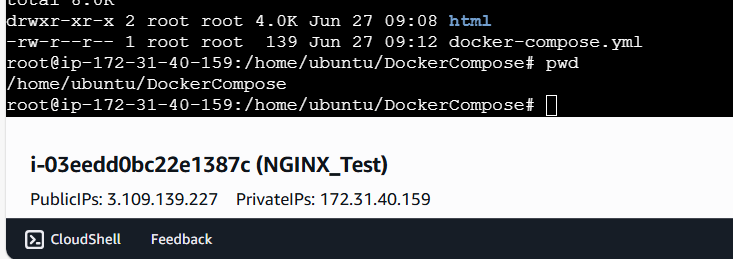 total 8.0K
drwxr-xr-x 2 root root 4.0K Jun 27 09:08 html
-rw-r--r-- 1 root root  139 Jun 27 09:12 docker-compose.yml
root@ip-172-31-40-159:/home/ubuntu/DockerCompose# pwd
/home/ubuntu/DockerCompose
root@ip-172-31-40-159:/home/ubuntu/DockerCompose#
i-03eedd0bc22e1387c (NGINX_Test)
PublicIPs: 3.109.139.227 PrivateIPs: 172.31.40.159
CloudShell Feedback